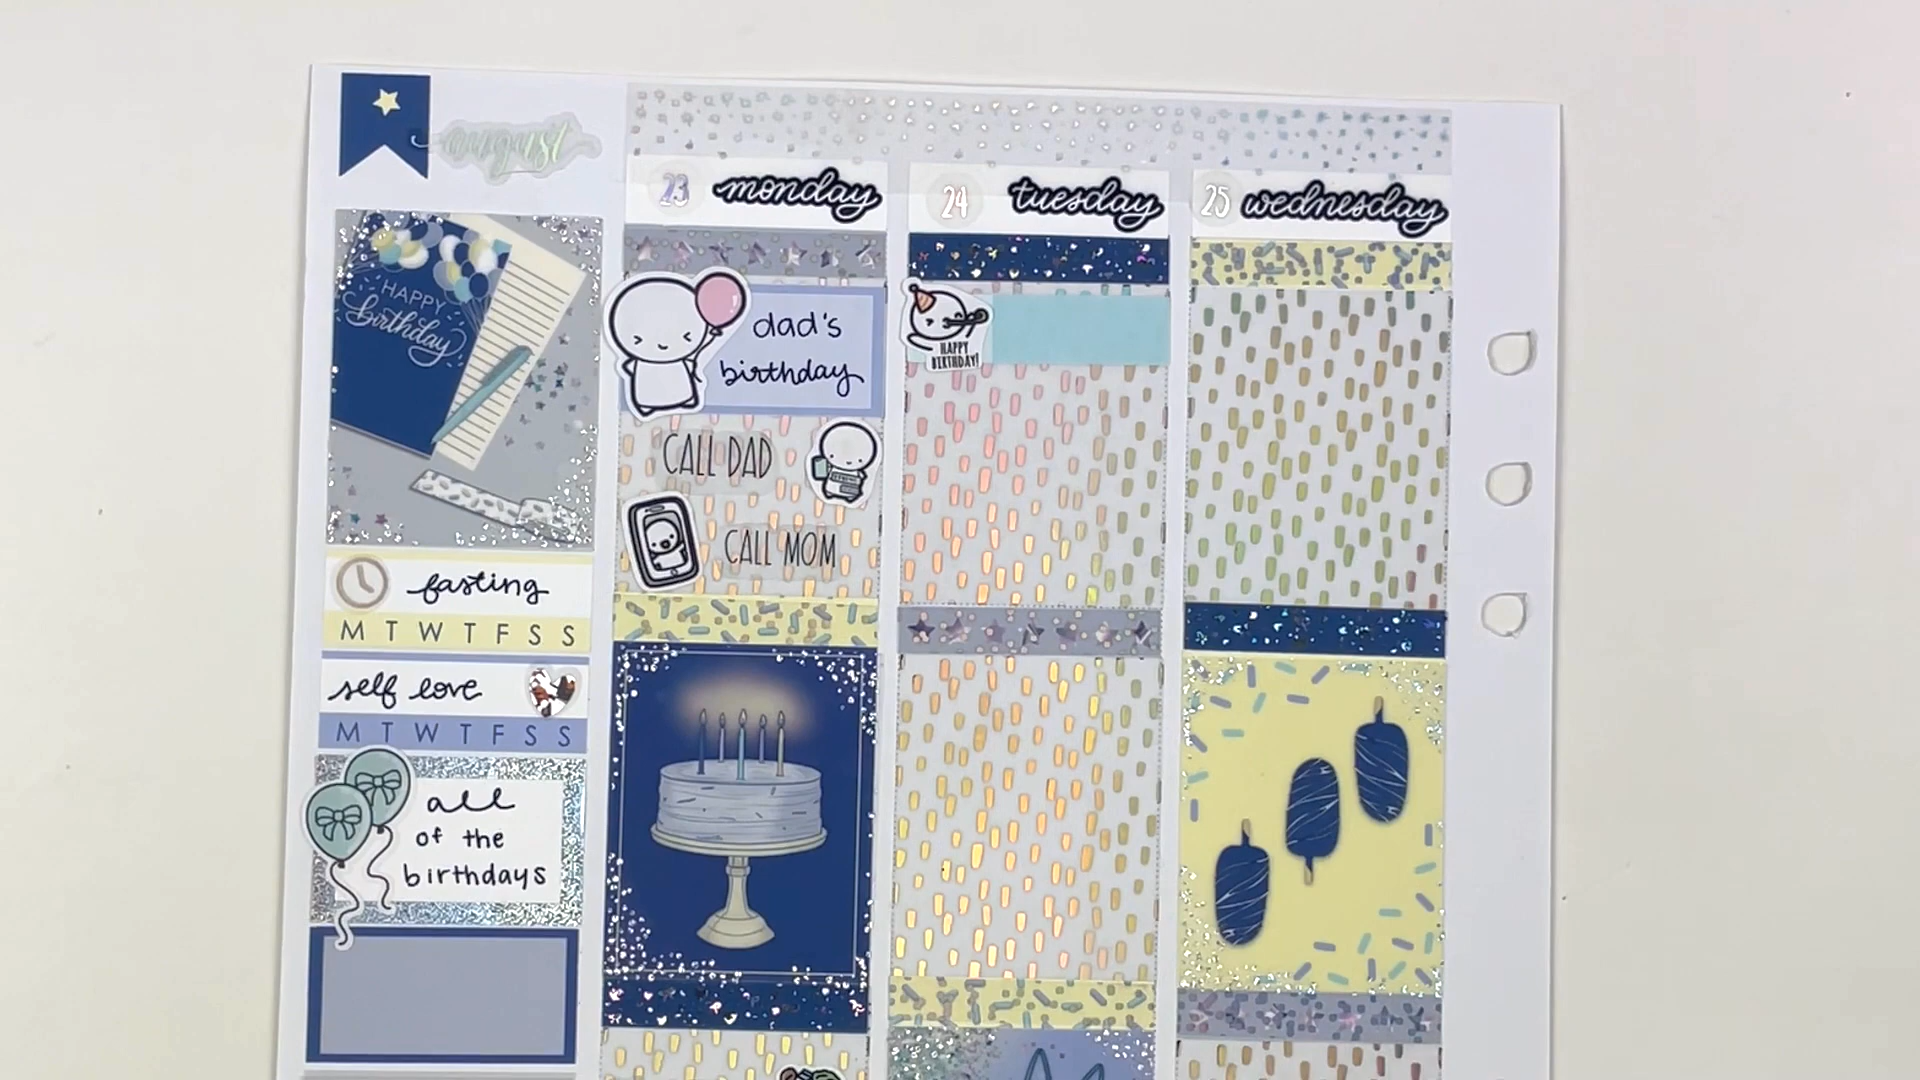 august
HAPPY
Birthday
fasting
M T W T F S S
self love
M T W T F S S
all
of the
birthdays
23 monday
dad's
birthday
CALL DAD
CALL MOM
24 tuesday
HAPPY
BIRTHDAY!
25 wednesday